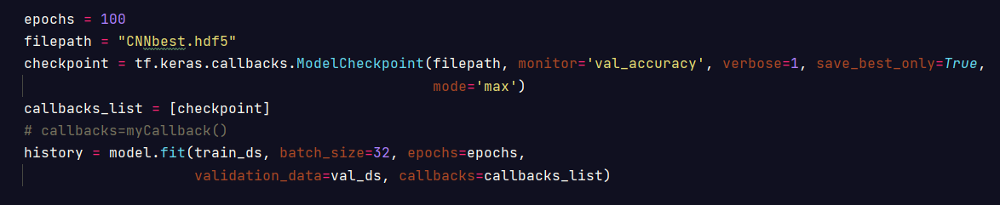 epochs = 100
filepath = "CNNbest.hdf5"
checkpoint = tf.keras.callbacks.ModelCheckpoint(filepath, monitor='val_accuracy', verbose=1, save_best_only=True,
mode='max')
callbacks_list = [checkpoint]
# callbacks=myCallback()
history = model.fit(train_ds, batch_size=32, epochs=epochs,
validation_data=val_ds, callbacks=callbacks_list)